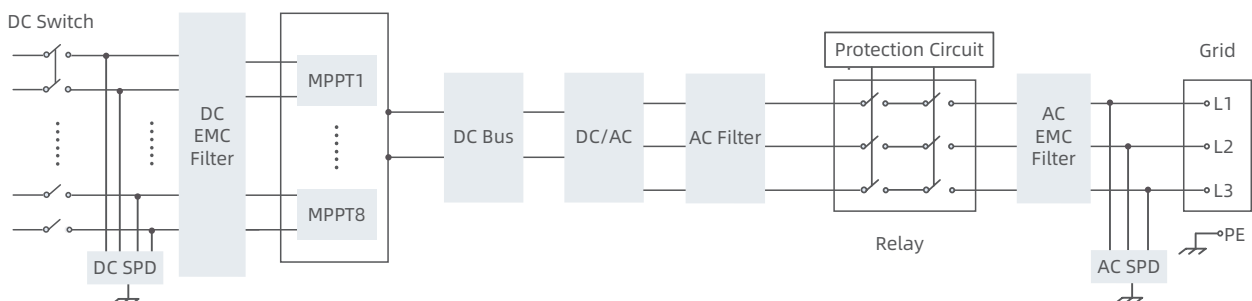 DC Switch
DC
EMC
Filter
DC SPD
MPPT1
MPPT8
DC Bus
DC/AC
AC Filter
Protection Circuit
Relay
AC
EMC
Filter
AC SPD
Grid
L1
L2
L3
PE